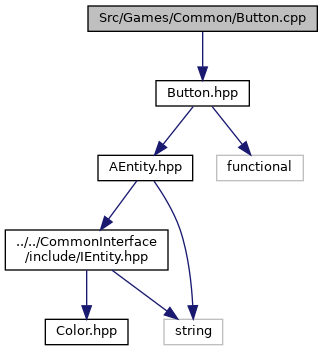 Src/Games/Common/Button.cpp
Button.hpp
AEntity.hpp
functional
../../CommonInterface
/include/IEntity.hpp
Color.hpp
string